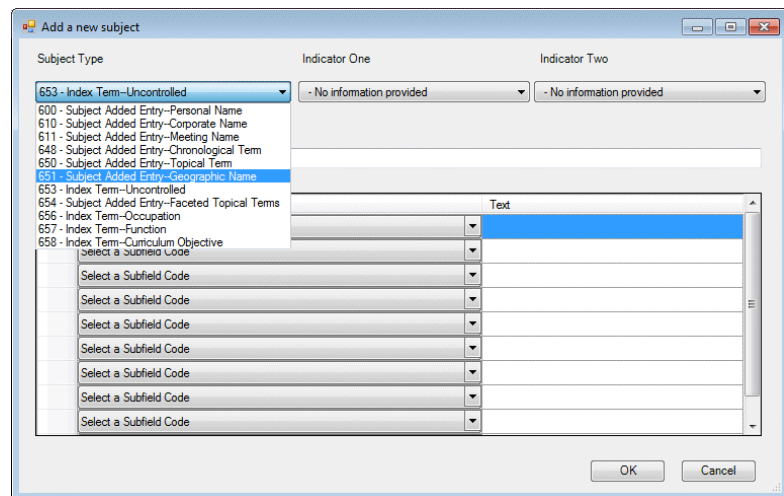 Add a new subject
Subject Type Indicator One Indicator Two
653 - Index Term--Uncontrolled - No information provided - No information provided
600 - Subject Added Entry--Personal Name
610 - Subject Added Entry--Corporate Name
611 - Subject Added Entry--Meeting Name
648 - Subject Added Entry--Chronological Term
650 - Subject Added Entry--Topical Term
651 - Subject Added Entry--Geographic Name
653 - Index Term--Uncontrolled
654 - Subject Added Entry--Faceted Topical Terms
656 - Index Term--Occupation
657 - Index Term--Function
658 - Index Term--Curriculum Objective
Text
Select a Subfield Code
Select a Subfield Code
Select a Subfield Code
Select a Subfield Code
Select a Subfield Code
Select a Subfield Code
Select a Subfield Code
Select a Subfield Code
OK Cancel